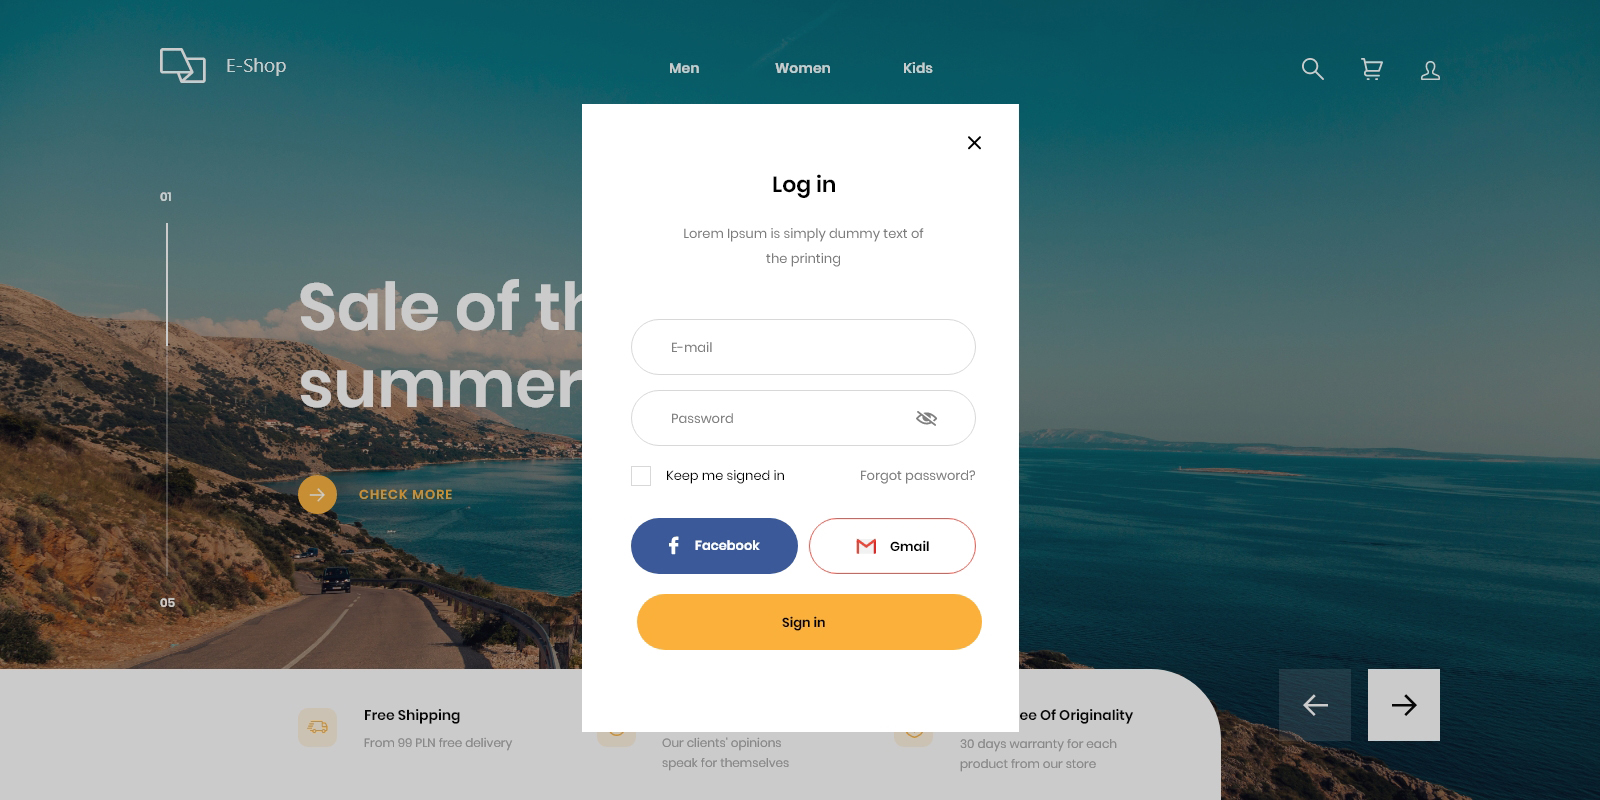 E-Shop
Men
Women
Kids
01
Sale of th
summer
CHECK MORE
05
Log in
Lorem Ipsum is simply dummy text of
the printing
E-mail
Password
Keep me signed in
Forgot password?
Facebook
Gmail
Sign in
Free Shipping
From 99 PLN free delivery
Our clients' opinions
speak for themselves
ee Of Originality
30 days warranty for each
product from our store